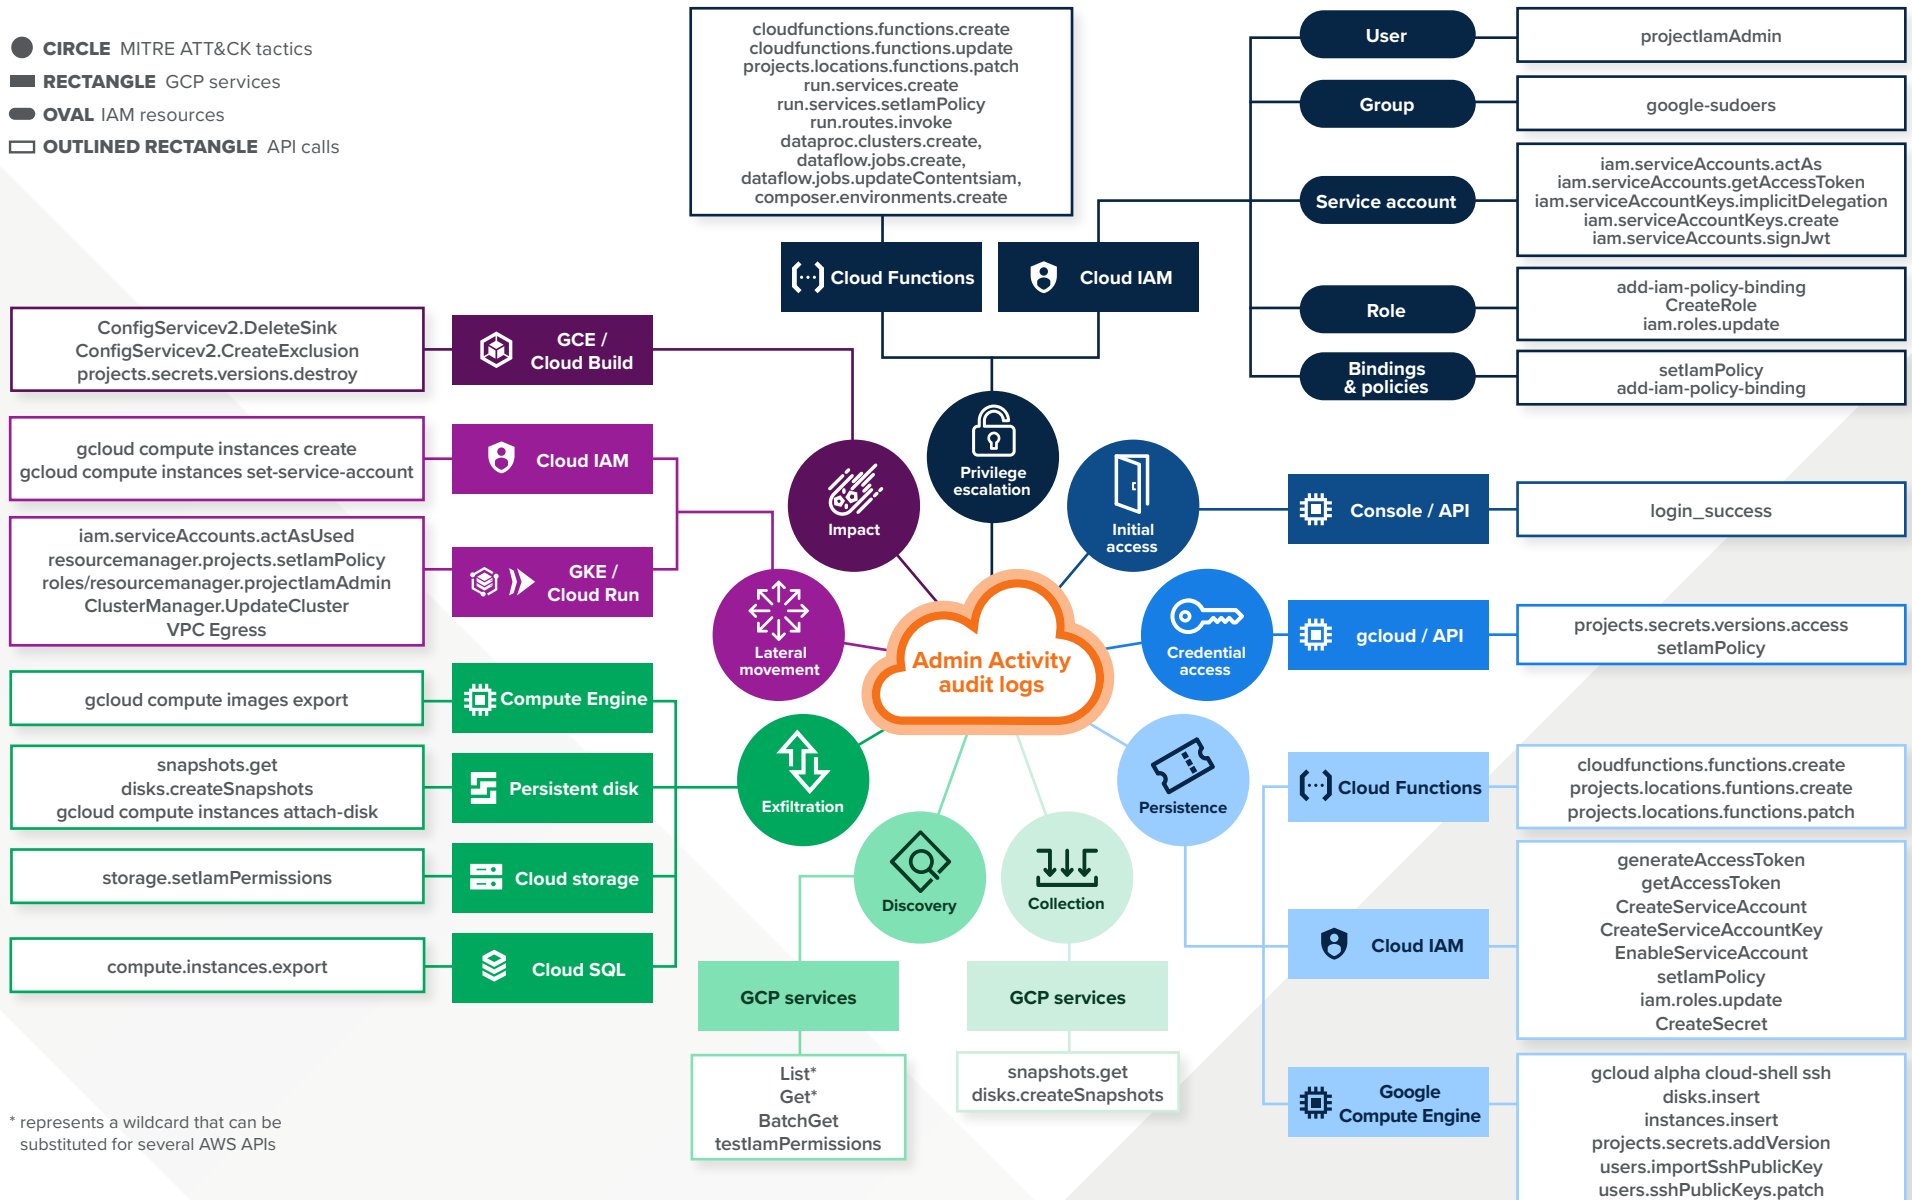 CIRCLE MITRE ATT&CK tactics
RECTANGLE GCP services
OVAL IAM resources
OUTLINED RECTANGLE API calls
cloudfunctions.functions.create
cloudfunctions.functions.update
projects.locations.functions.patch
run.services.create
run.services.setIamPolicy
run.routes.invoke
dataproc.clusters.create,
dataflow.jobs.create,
dataflow.jobs.updateContentsiam,
composer.environments.create
Cloud Functions
Cloud IAM
User
projectIamAdmin
Group
google-sudoers
Service account
iam.serviceAccounts.actAs
iam.serviceAccounts.getAccessToken
iam.serviceAccountKeys.implicitDelegation
iam.serviceAccountKeys.create
iam.serviceAccounts.signJwt
Role
add-iam-policy-binding
CreateRole
iam.roles.update
Bindings
& policies
setIamPolicy
add-iam-policy-binding
ConfigServicev2.DeleteSink
ConfigServicev2.CreateExclusion
projects.secrets.versions.destroy
GCE /
Cloud Build
gcloud compute instances create
gcloud compute instances set-service-account
Cloud IAM
iam.serviceAccounts.actAsUsed
resourcemanager.projects.setIamPolicy
roles/resourcemanager.projectIamAdmin
ClusterManager.UpdateCluster
VPC Egress
GKE /
Cloud Run
Impact
Privilege
escalation
Initial
access
Console / API
login_success
Lateral
movement
Admin Activity
audit logs
Credential
access
gcloud / API
projects.secrets.versions.access
setIamPolicy
gcloud compute images export
Compute Engine
snapshots.get
disks.createSnapshots
gcloud compute instances attach-disk
Persistent disk
storage.setIamPermissions
Cloud storage
compute.instances.export
Cloud SQL
Exfiltration
Discovery
Collection
Persistence
Cloud Functions
cloudfunctions.functions.create
projects.locations.funtions.create
projects.locations.functions.patch
Cloud IAM
generateAccessToken
getAccessToken
CreateServiceAccount
CreateServiceAccountKey
EnableServiceAccount
setIamPolicy
iam.roles.update
CreateSecret
Google
Compute Engine
gcloud alpha cloud-shell ssh
disks.insert
instances.insert
projects.secrets.addVersion
users.importSshPublicKey
users.sshPublicKeys.patch
GCP services
List*
Get*
BatchGet
testIamPermissions
GCP services
snapshots.get
disks.createSnapshots
* represents a wildcard that can be
substituted for several AWS APIs